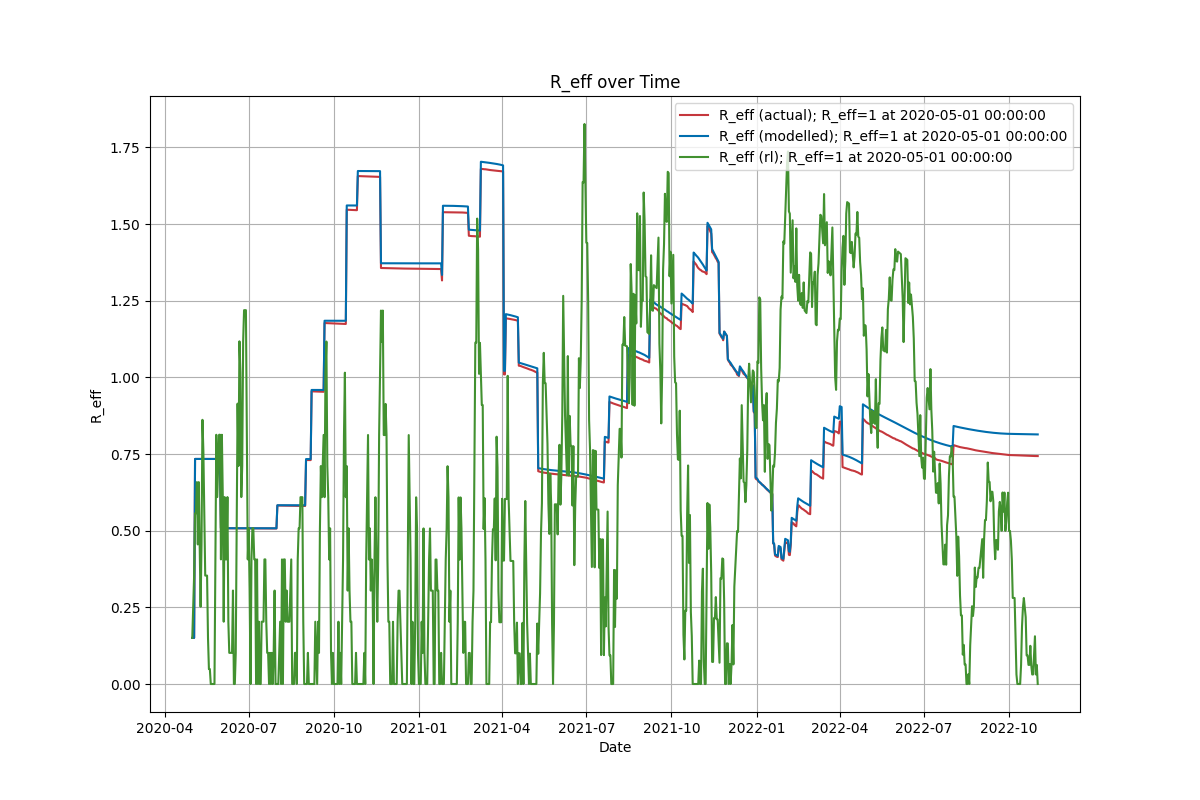 R_eff over Time
R_eff (actual); R_eff=1 at 2020-05-01 00:00:00
R_eff (modelled); R_eff=1 at 2020-05-01 00:00:00
R_eff (rl); R_eff=1 at 2020-05-01 00:00:00
R_eff
1.75
1.50
1.25
1.00
0.75
0.50
0.25
0.00
2020-04 2020-07 2020-10 2021-01 2021-04 2021-07 2021-10 2022-01 2022-04 2022-07 2022-10
Date